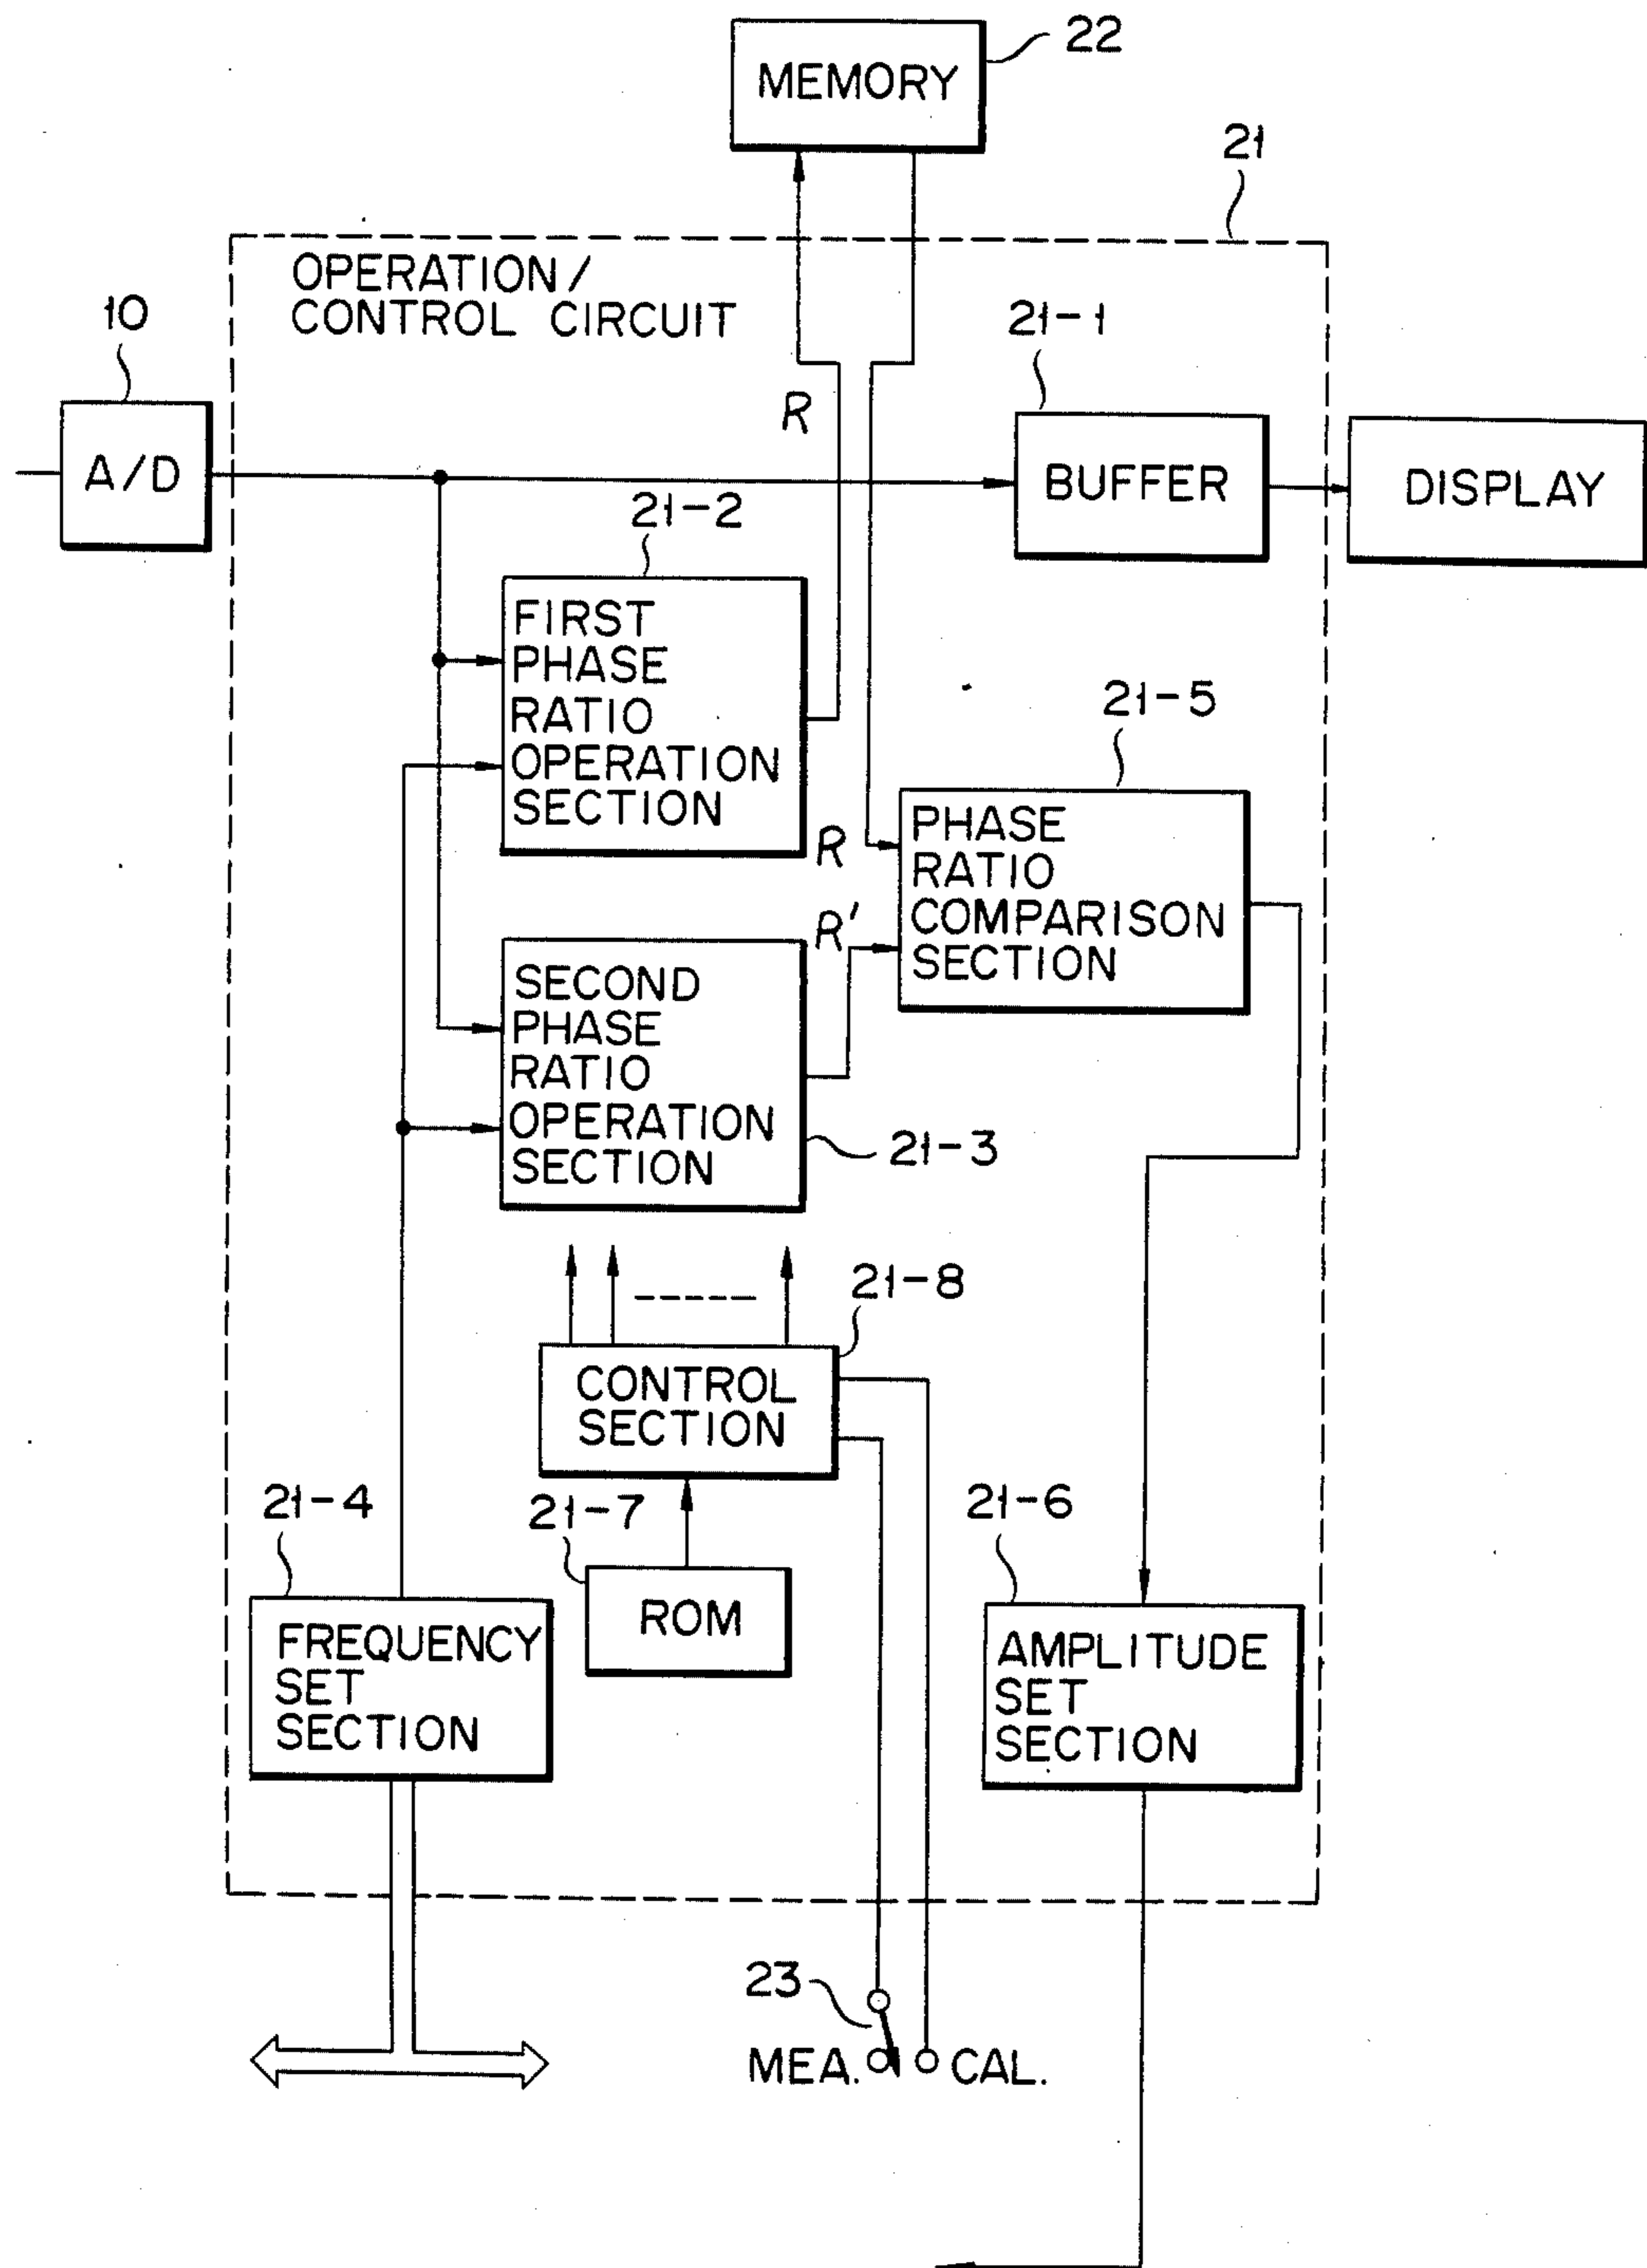 MEMORY
22
21
OPERATION/
CONTROL CIRCUIT
10
A/D
R
21-1
BUFFER
DISPLAY
21-2
FIRST
PHASE
RATIO
OPERATION
SECTION
21-5
R
PHASE
RATIO
COMPARISON
SECTION
R'
SECOND
PHASE
RATIO
OPERATION
SECTION
21-3
21-8
CONTROL
SECTION
21-4
21-7
21-6
FREQUENCY
SET
SECTION
ROM
AMPLITUDE
SET
SECTION
23
MEA.
CAL.